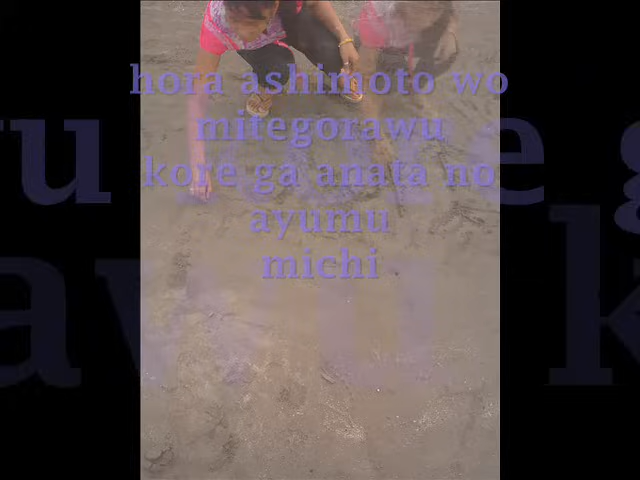 hora ashimoto wo
mitegorawu
kore ga anata no
ayumu
michi